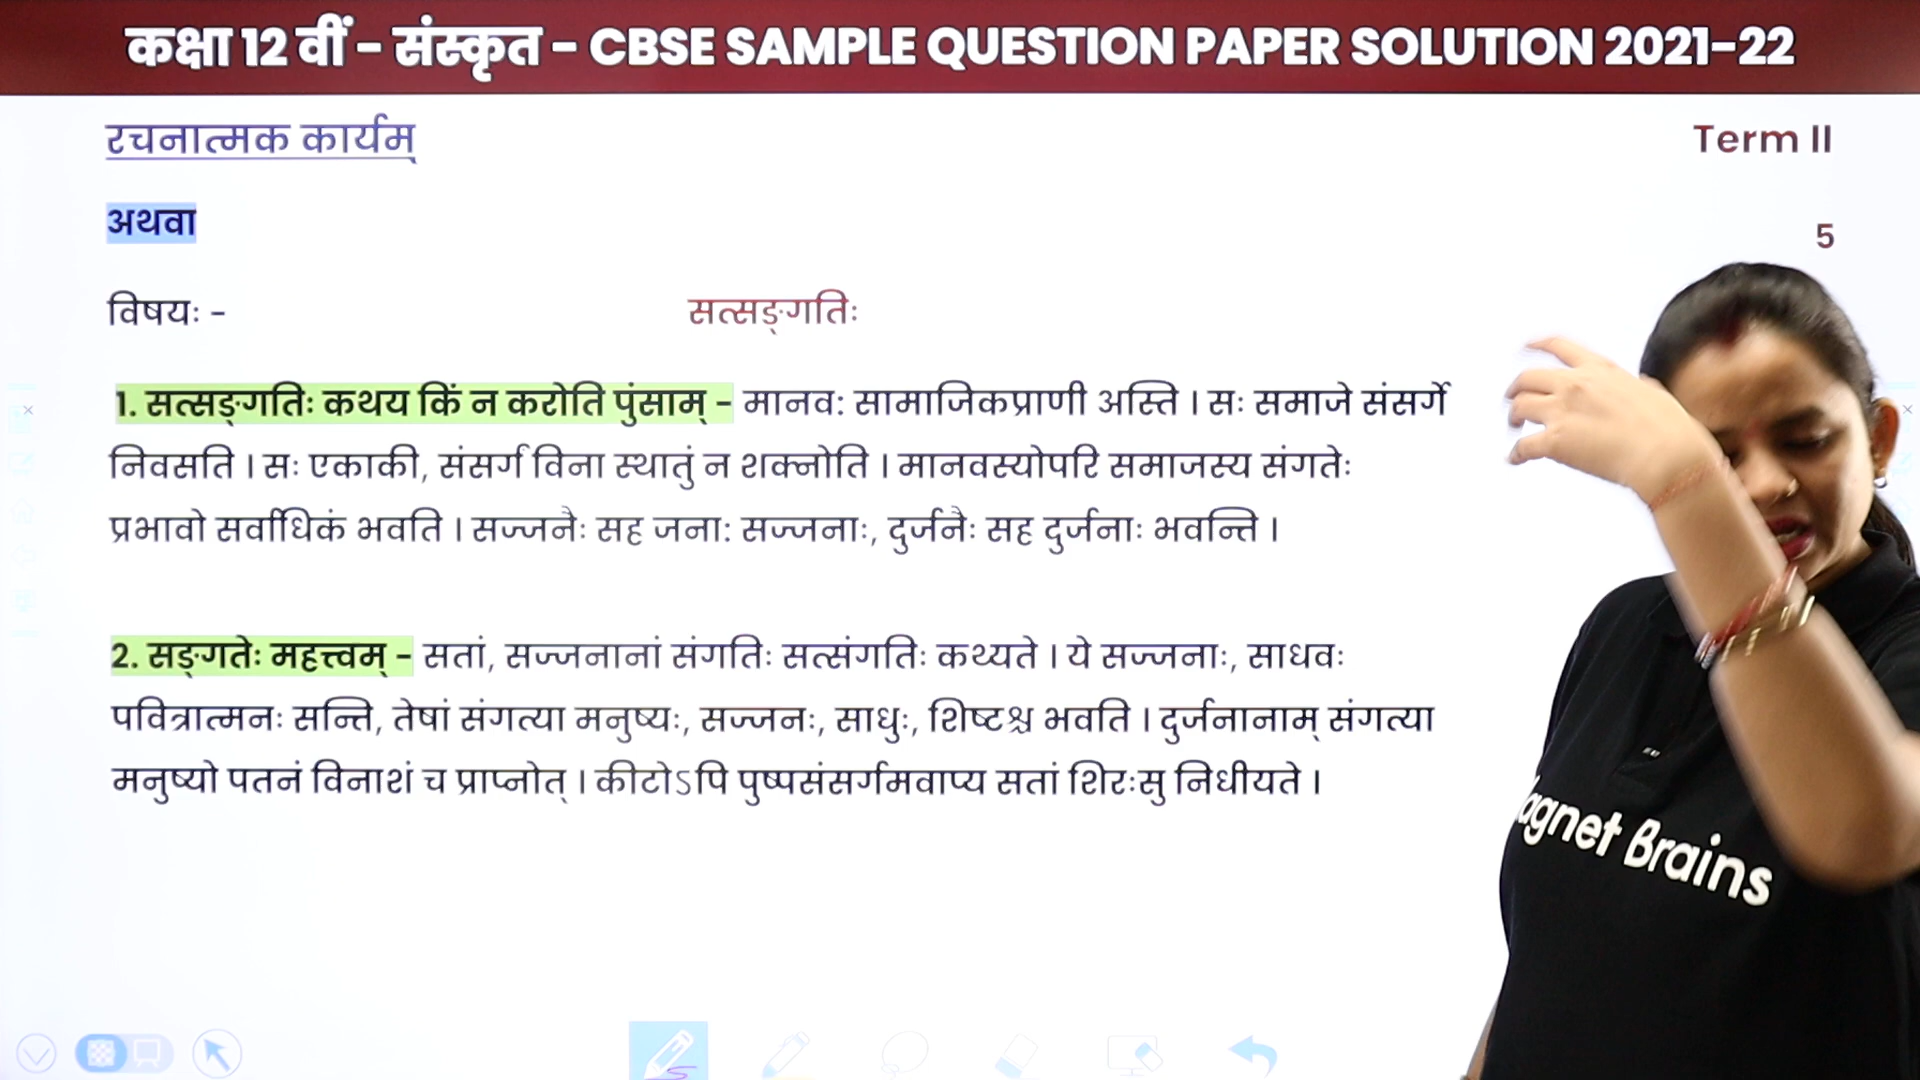 कक्षा 12 वीं – संस्कृत – CBSE SAMPLE QUESTION PAPER SOLUTION 2021-22
रचनात्मक कार्यम्
Term II
अथवा
5
विषयः –
सत्सङ्गतिः
1. सत्सङ्गतिः कथय किं न करोति पुंसाम् – मानव: सामाजिकप्राणी अस्ति । सः समाजे संसर्गे
निवसति । सः एकाकी, संसर्ग विना स्थातुं न शक्नोति । मानवस्योपरि समाजस्य संगतेः
प्रभावो सर्वाधिकं भवति । सज्जनैः सह जना: सज्जनाः, दुर्जनैः सह दुर्जनाः भवन्ति ।
2. सङ्गतेः महत्त्वम् – सतां, सज्जनानां संगतिः सत्संगतिः कथ्यते । ये सज्जनाः, साधवः
पवित्रात्मनः सन्ति, तेषां संगत्या मनुष्यः, सज्जनः, साधुः, शिष्टश्च भवति । दुर्जनानाम् संगत्या
मनुष्यो पतनं विनाशं च प्राप्नोत् । कीटोऽपि पुष्पसंसर्गमवाप्य सतां शिरःसु निधीयते ।
agnet Brains